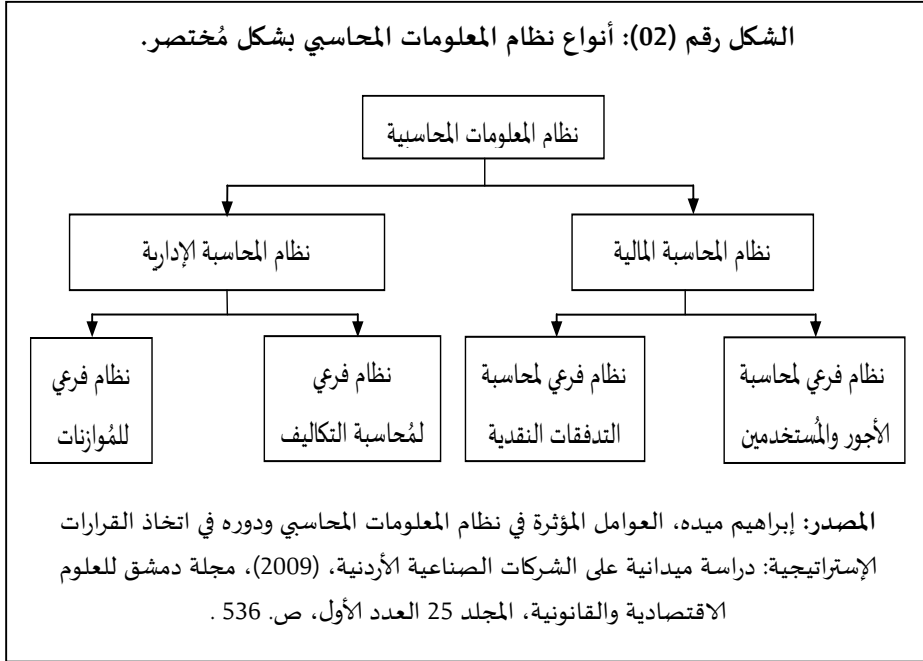 الشكل رقم (02): أنواع نظام المعلومات المحاسبي بشكل مُختصر.
نظام المعلومات المحاسبية
نظام المحاسبة المالية
نظام المحاسبة الإدارية
نظام فرعي لمحاسبة
الأجور والمُستخدمين
نظام فرعي لمحاسبة
التدفقات النقدية
نظام فرعي
لمُحاسبة التكاليف
نظام فرعي
للمُوازنات
المصدر: إبراهيم ميده، العوامل المؤثرة في نظام المعلومات المحاسبي ودوره في اتخاذ القرارات
الإستراتيجية: دراسة ميدانية على الشركات الصناعية الأردنية، (2009)، مجلة دمشق للعلوم
الاقتصادية والقانونية، المجلد 25 العدد الأول، ص. 536 .